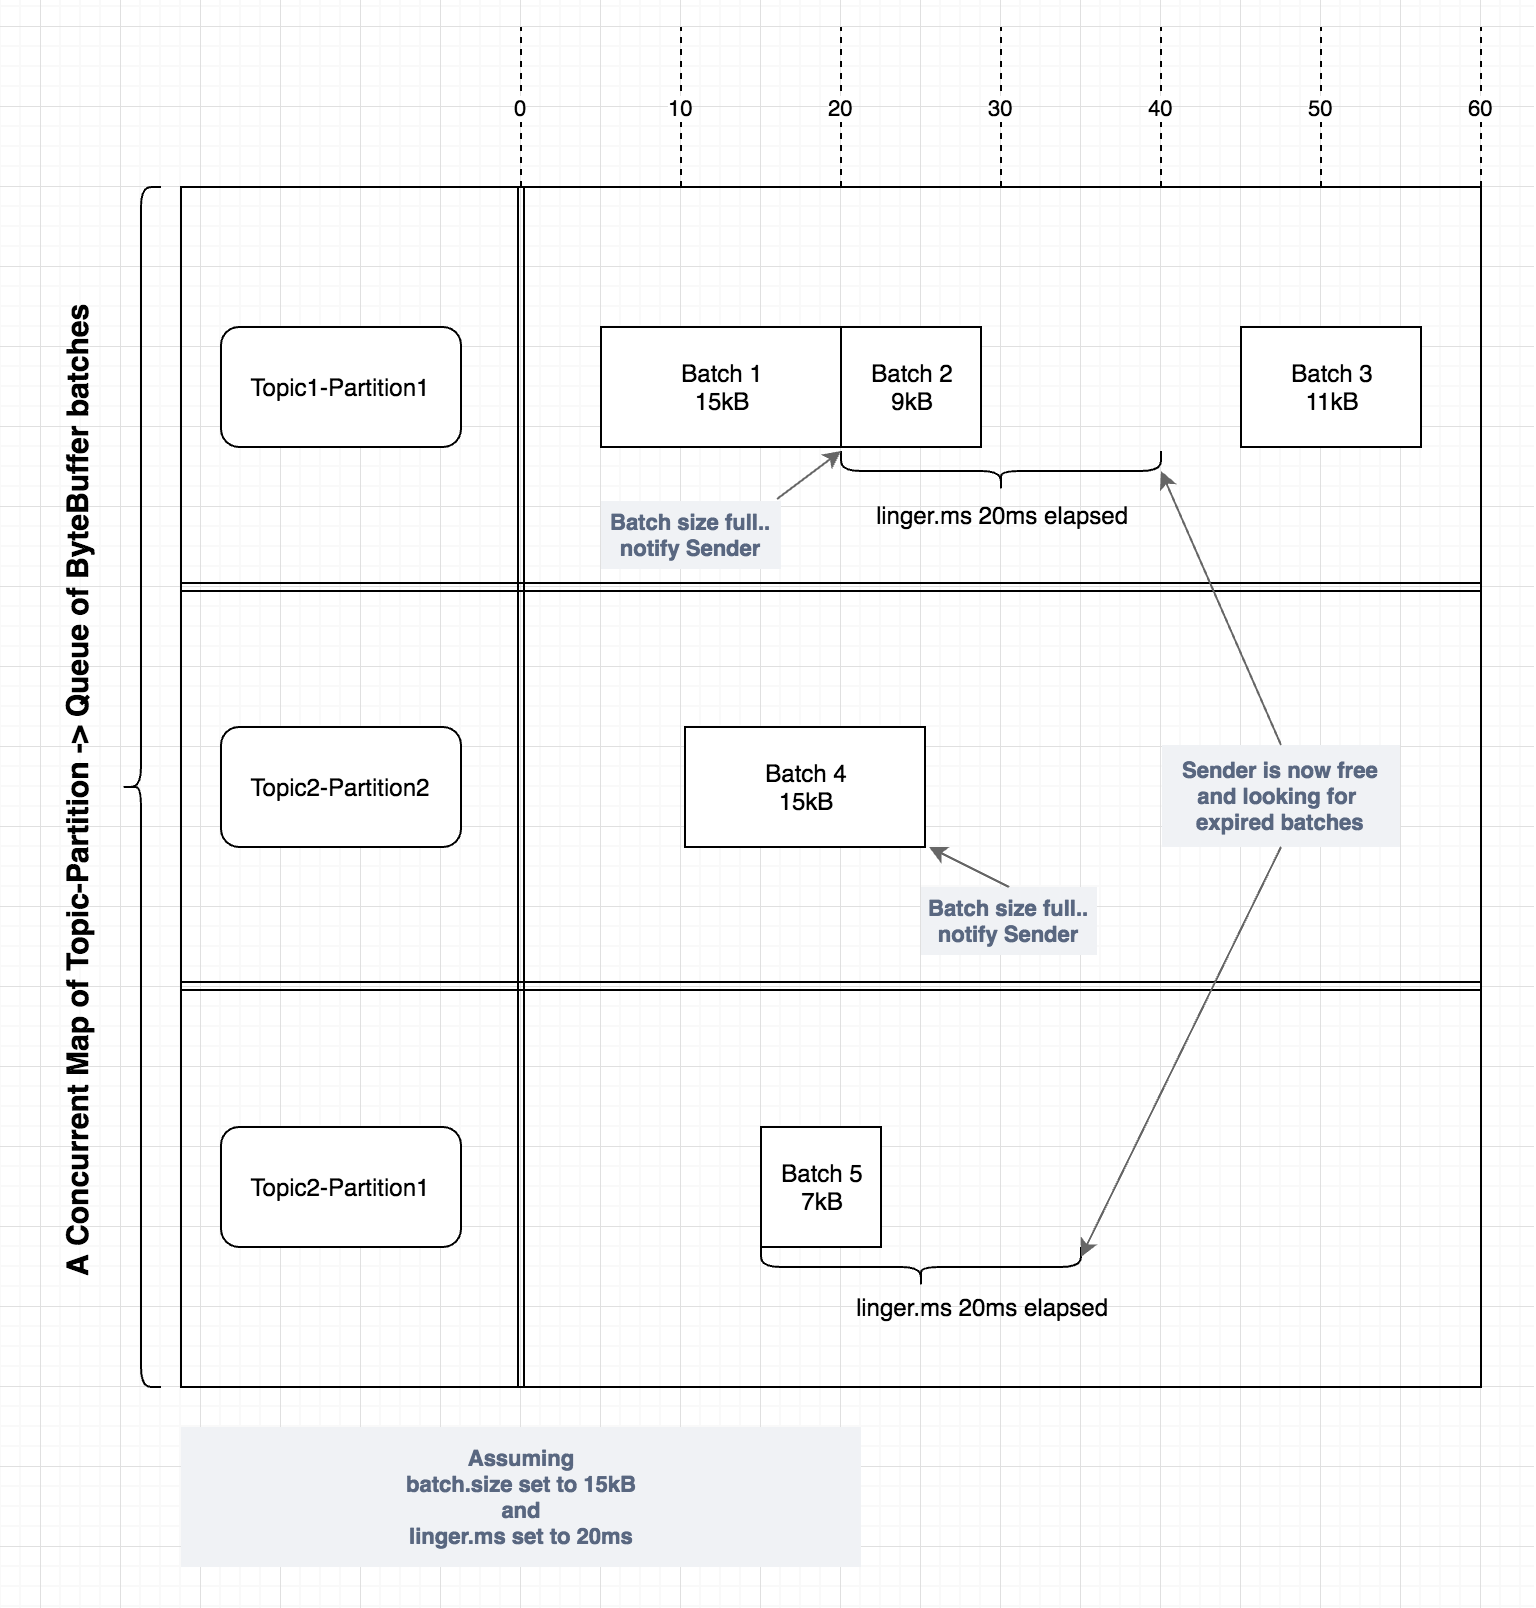 0 10 20 30 40 50 60
A Concurrent Map of Topic-Partition -> Queue of ByteBuffer batches
Topic1-Partition1
Batch 1
15kB
Batch 2
9kB
Batch 3
11kB
Batch size full..
notify Sender
linger.ms 20ms elapsed
Topic2-Partition2
Batch 4
15kB
Batch size full..
notify Sender
Sender is now free
and looking for
expired batches
Topic2-Partition1
Batch 5
7kB
linger.ms 20ms elapsed
Assuming
batch.size set to 15kB
and
linger.ms set to 20ms